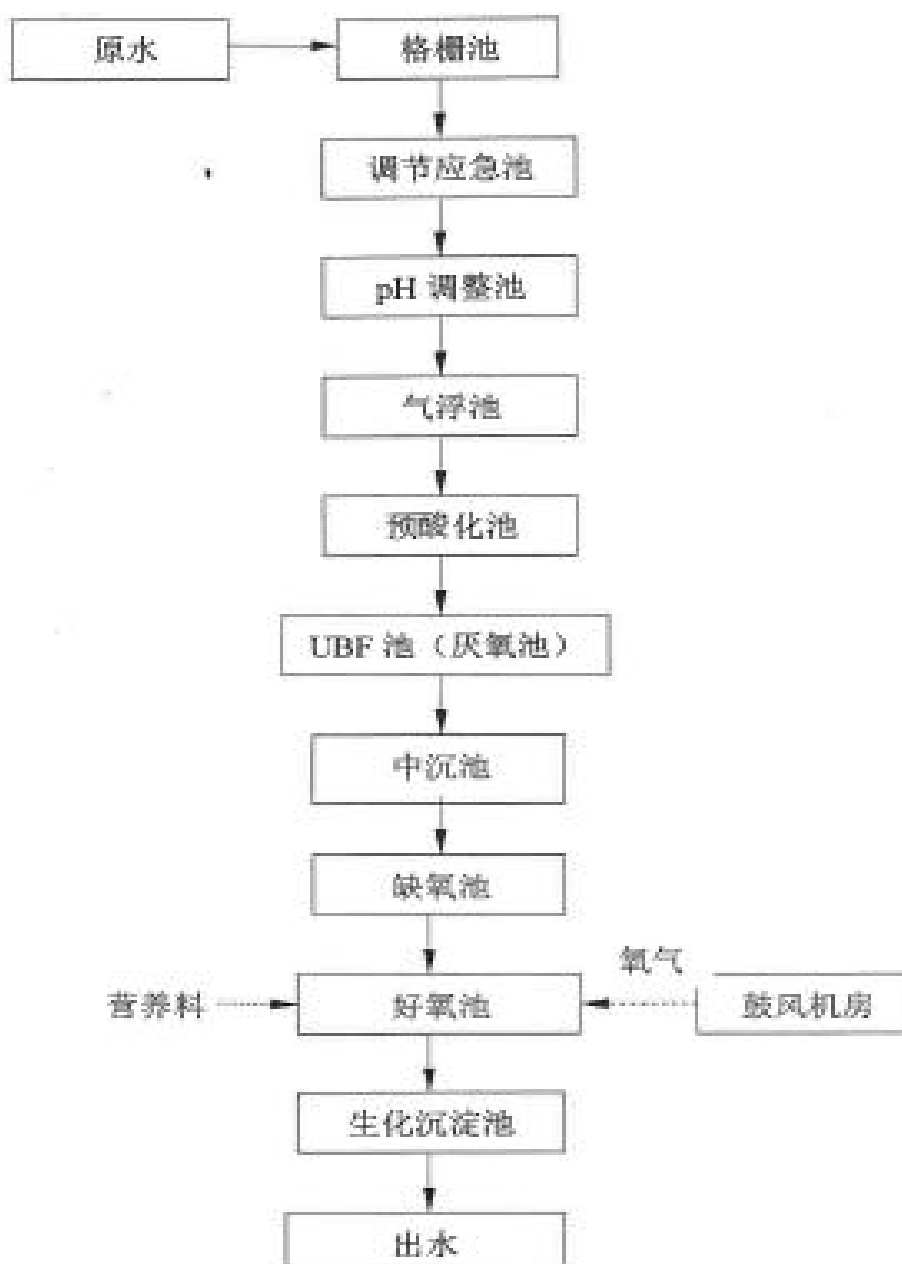 原水
格栅池
调节应急池
pH 调整池
气浮池
预酸化池
UBF 池（厌氧池）
中沉池
缺氧池
氧气
营养料
好氧池
鼓风机房
生化沉淀池
出水